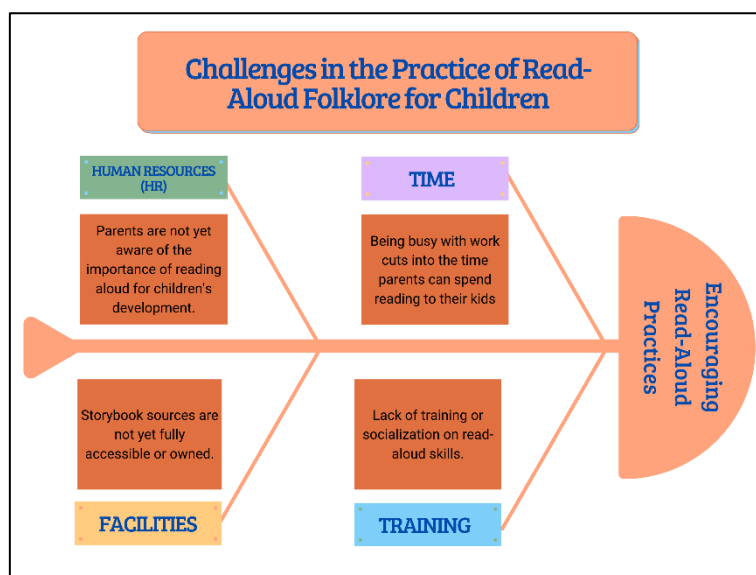 Challenges in the Practice of Read-
Aloud Folklore for Children
HUMAN RESOURCES
(HR)
Parents are not yet
aware of the
importance of reading
aloud for children's
development.
TIME
Being busy with work
cuts into the time
parents can spend
reading to their kids
Encouraging
Read-Aloud
Practices
Storybook sources are
not yet fully
accessible or owned.
FACILITIES
Lack of training or
socialization on read-
aloud skills.
TRAINING